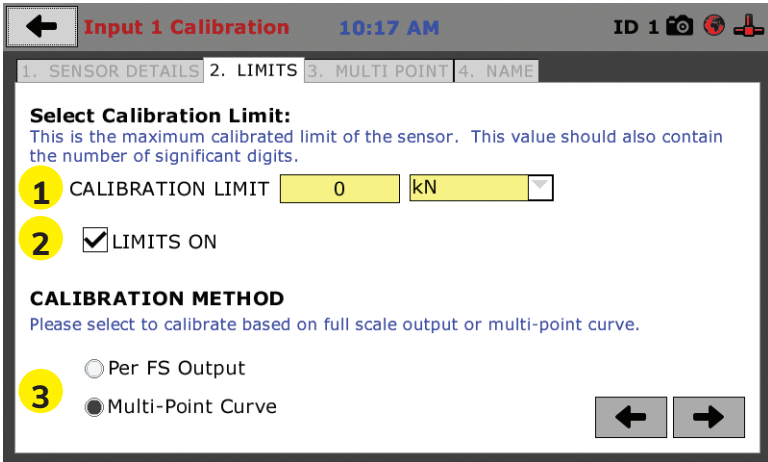 Input 1 Calibration 10:17 AM ID 1
1. SENSOR DETAILS 2. LIMITS 3. MULTI POINT 4. NAME
Select Calibration Limit:
This is the maximum calibrated limit of the sensor. This value should also contain
the number of significant digits.
1 CALIBRATION LIMIT 0 kN
2 LIMITS ON
CALIBRATION METHOD
Please select to calibrate based on full scale output or multi-point curve.
Per FS Output
3
Multi-Point Curve